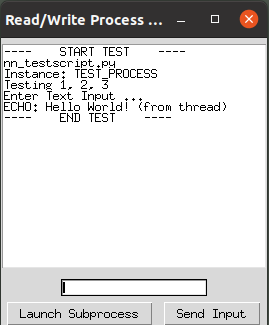 Read/Write Process ...
----    START TEST    ----
nn_testscript.py
Instance: TEST_PROCESS
Testing 1, 2, 3
Enter Text Input ...
ECHO: Hello World! (from thread)
----    END TEST    ----
Launch Subprocess
Send Input